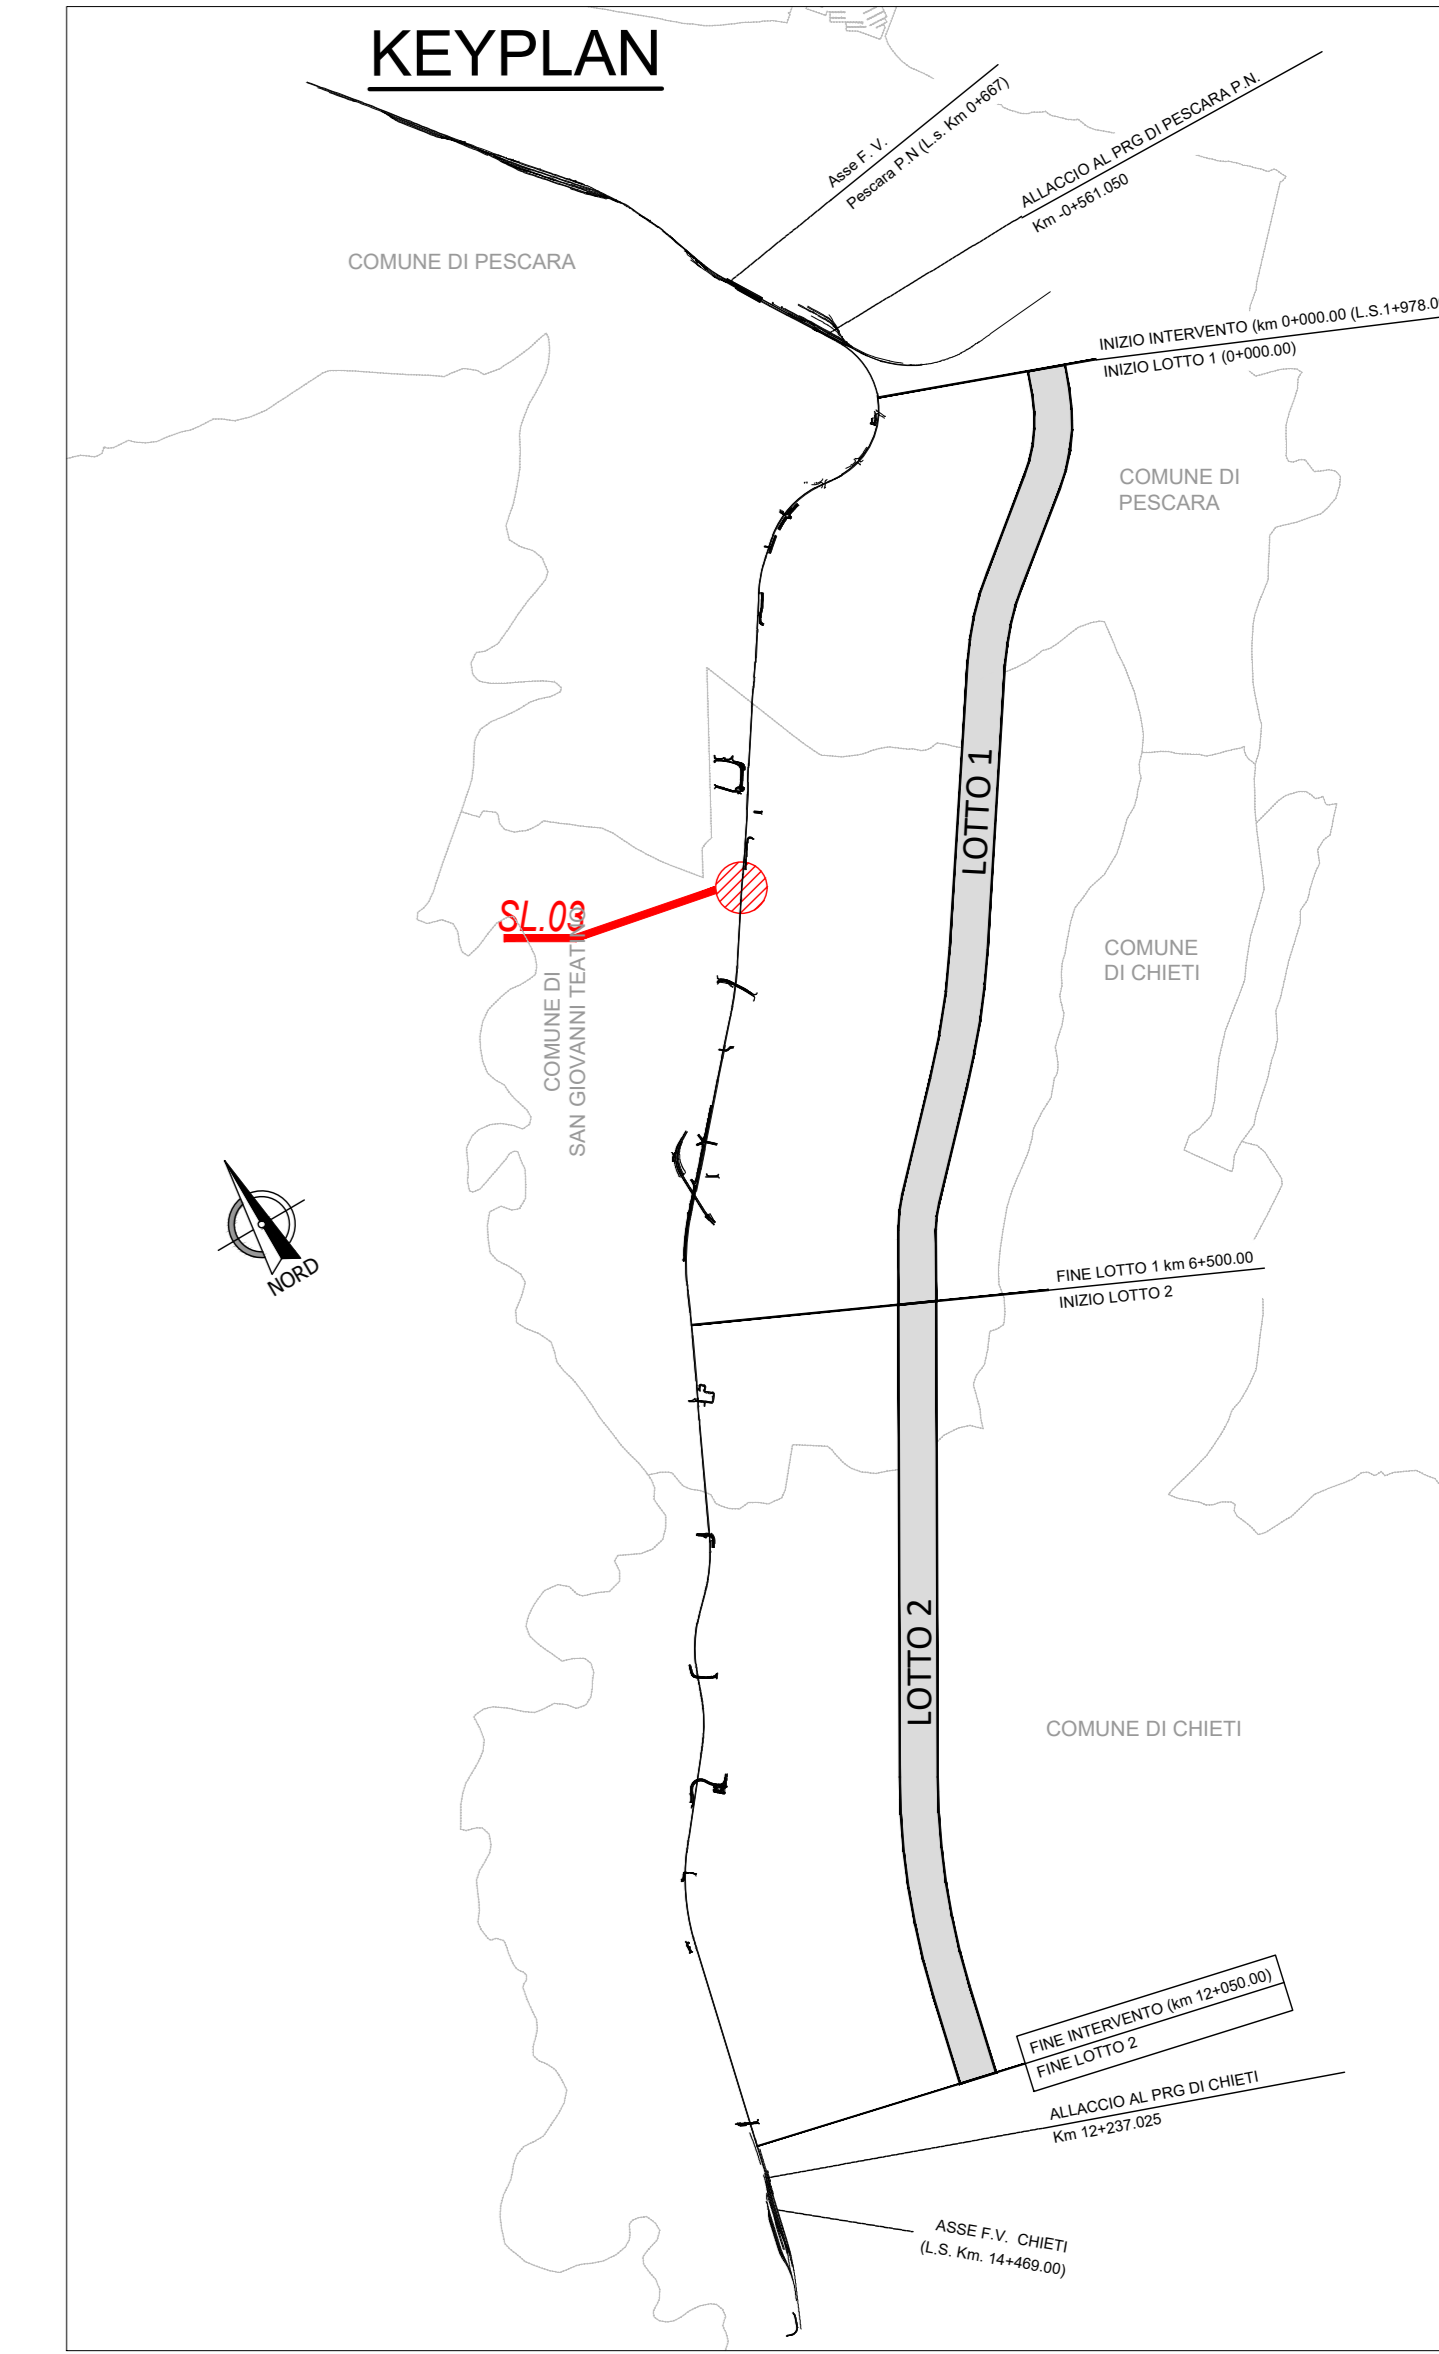 KEYPLAN
Asse F. V.
Pescara P.N (L.s. Km 0+667)
ALLACCIO AL PRG DI PESCARA P.N.
Km -0+561.050
COMUNE DI PESCARA
INIZIO INTERVENTO (km 0+000.00 (L.S.1+978.0
INIZIO LOTTO 1 (0+000.00)
COMUNE DI
PESCARA
LOTTO 1
SL.03
COMUNE DI
SAN GIOVANNI TEATINO
COMUNE
DI CHIETI
NORD
FINE LOTTO 1 km 6+500.00
INIZIO LOTTO 2
LOTTO 2
COMUNE DI CHIETI
FINE INTERVENTO (km 12+050.00)
FINE LOTTO 2
ALLACCIO AL PRG DI CHIETI
Km 12+237.025
ASSE F.V. CHIETI
(L.S. Km. 14+469.00)